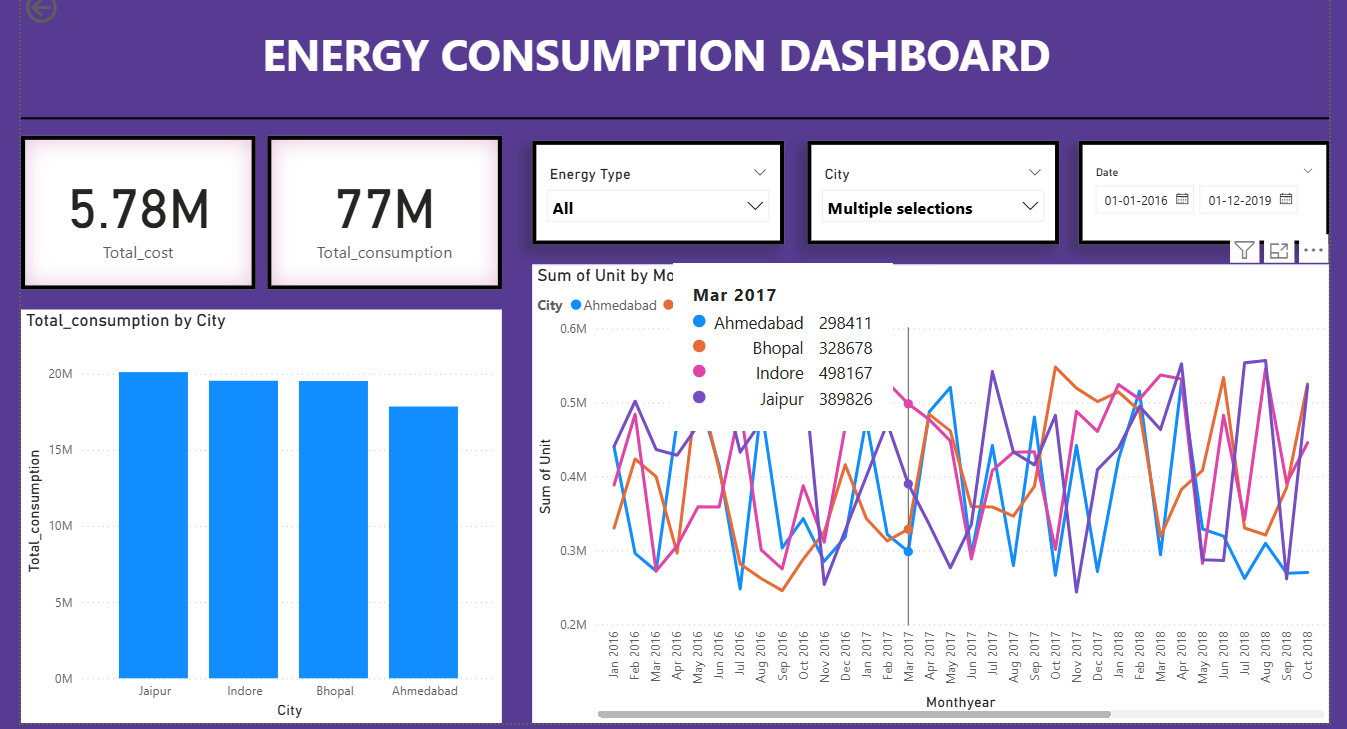 ENERGY CONSUMPTION DASHBOARD
5.78M
Total_cost
77M
Total_consumption
Energy Type
All
City
Multiple selections
Date
01-01-2016
01-12-2019
Total_consumption by City
Total_consumption
20M
15M
10M
5M
0M
Jaipur
Indore
Bhopal
Ahmedabad
City
Sum of Unit by Mo
City Ahmedabad
Mar 2017
Ahmedabad 298411
Bhopal 328678
Indore 498167
Jaipur 389826
Sum of Unit
0.6M
0.5M
0.4M
0.3M
0.2M
Jan 2016
Feb 2016
Mar 2016
Apr 2016
May 2016
Jun 2016
Jul 2016
Aug 2016
Sep 2016
Oct 2016
Nov 2016
Dec 2016
Jan 2017
Feb 2017
Mar 2017
Apr 2017
May 2017
Jun 2017
Jul 2017
Aug 2017
Sep 2017
Oct 2017
Nov 2017
Dec 2017
Jan 2018
Feb 2018
Mar 2018
Apr 2018
May 2018
Jun 2018
Jul 2018
Aug 2018
Sep 2018
Oct 2018
Monthyear